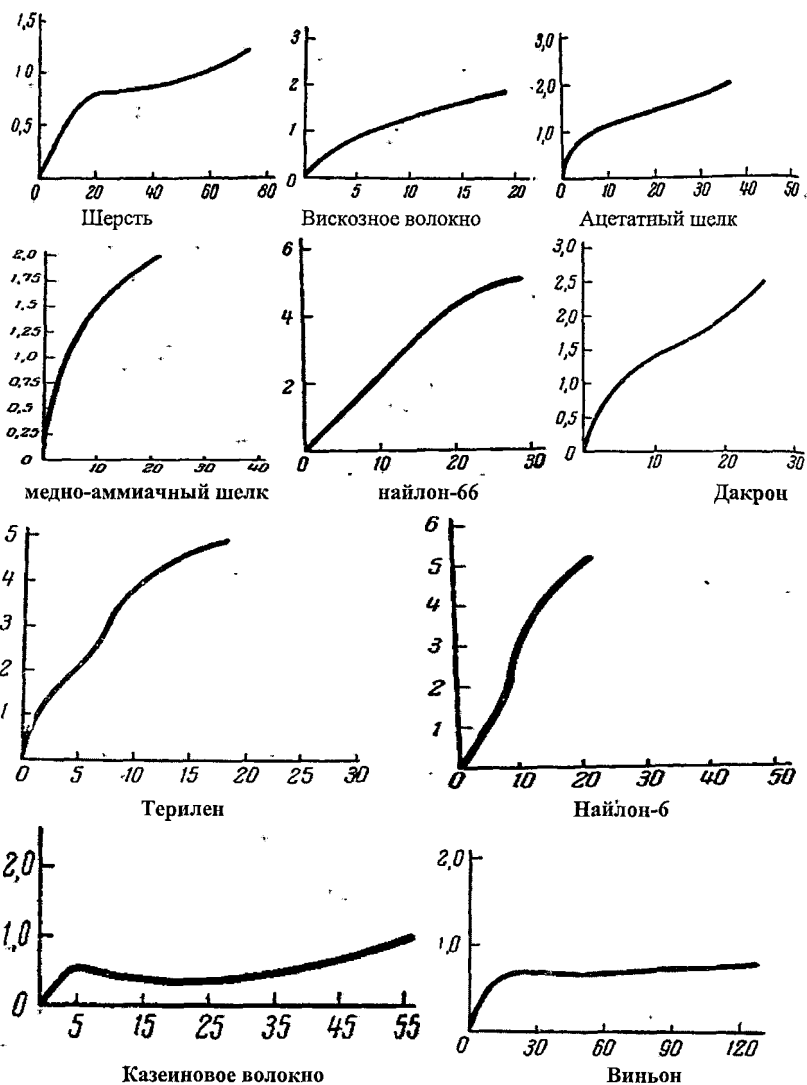 1,5
1,0
0,5
0 20 40 60 80
Шерсть
3
2
1
0
5 10 15 20
Вискозное волокно
3,0
2,0
1,0
0 10 20 30 40 50
Ацетатный шелк
2,0
1,75
1,5
1,25
1,0
0,75
0,5
0,25
0
10 20 30 40
медно-аммиачный шелк
6
4
2
0 10 20 30
найлон-66
3,0
2,5
2,0
1,5
1,0
0,5
0
10 20 30
Дакрон
5
4
3
2
1
0 5 10 15 20 25 30
Терилен
6
5
4
3
2
1
0 10 20 30 40 50
Найлон-6
2,0
1,0
0
5 15 25 35 45 55
Казеиновое волокно
2,0
1,0
0 30 60 90 120
Виньон